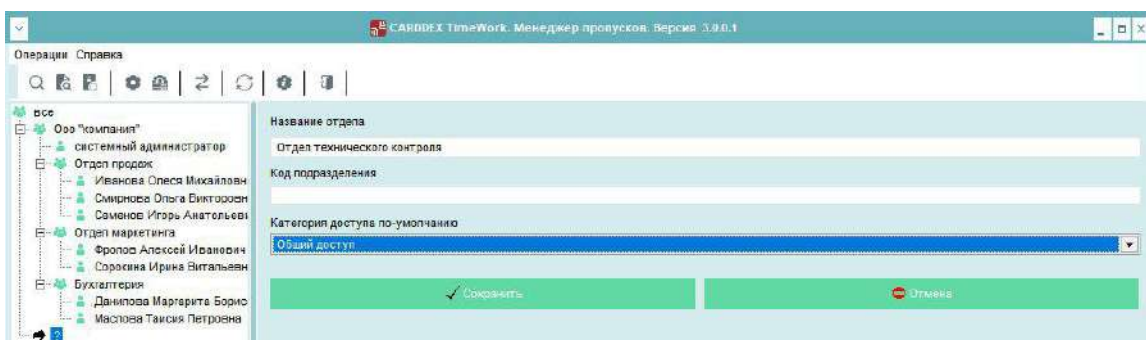 CARDDEX TimeWork. Менеджер пропусков. Версия 3.0.0.1
Операции Справка
все
Ооо "компания"
системный администратор
Отдел продаж
Иванова Олеся Михайловн
Смирнова Ольга Викторовн
Семенов Игорь Анатольеви
Отдел маркетинга
Фролов Алексей Иванович
Сорокина Ирина Витальевн
Бухгалтерия
Данилова Маргарита Борис
Маслова Таисия Петровна
?
Название отдела
Отдел технического контроля
Код подразделения
Категория доступа по-умолчанию
Общий доступ
Сохранить
Отмена